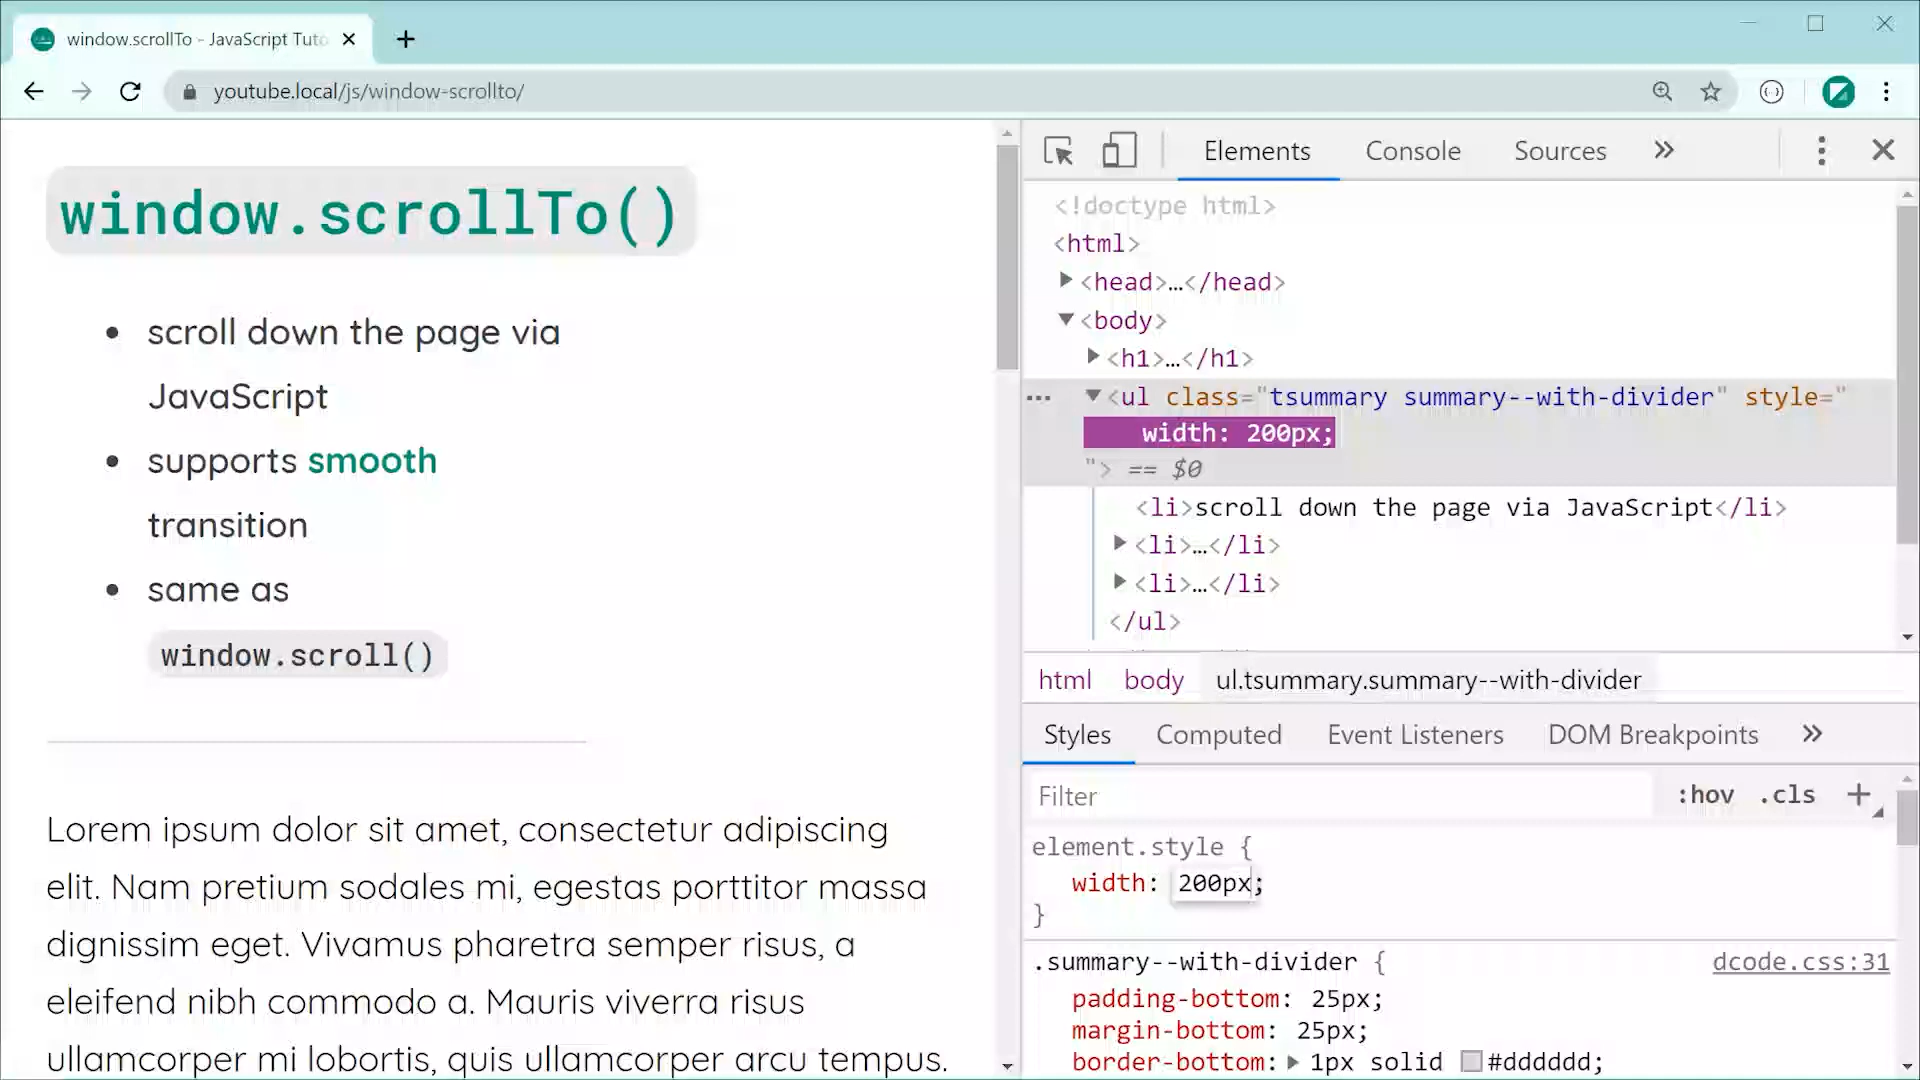 window.scrollTo - JavaScript Tuto
youtube.local/js/window-scrollto/
window.scrollTo()
scroll down the page via
JavaScript
supports smooth
transition
same as
window.scroll()
Lorem ipsum dolor sit amet, consectetur adipiscing
elit. Nam pretium sodales mi, egestas porttitor massa
dignissim eget. Vivamus pharetra semper risus, a
eleifend nibh commodo a. Mauris viverra risus
ullamcorper mi lobortis, quis ullamcorper arcu tempus.
Elements Console Sources »
<!doctype html>
<html>
<head>…</head>
<body>
<h1>…</h1>
<ul class="tsummary summary--with-divider" style="
width: 200px;
"> == $0
<li>scroll down the page via JavaScript</li>
<li>…</li>
<li>…</li>
</ul>
html body ul.tsummary.summary--with-divider
Styles Computed Event Listeners DOM Breakpoints »
Filter :hov .cls +
element.style {
width: 200px;
}
.summary--with-divider { dcode.css:31
padding-bottom: 25px;
margin-bottom: 25px;
border-bottom: 1px solid #dddddd;